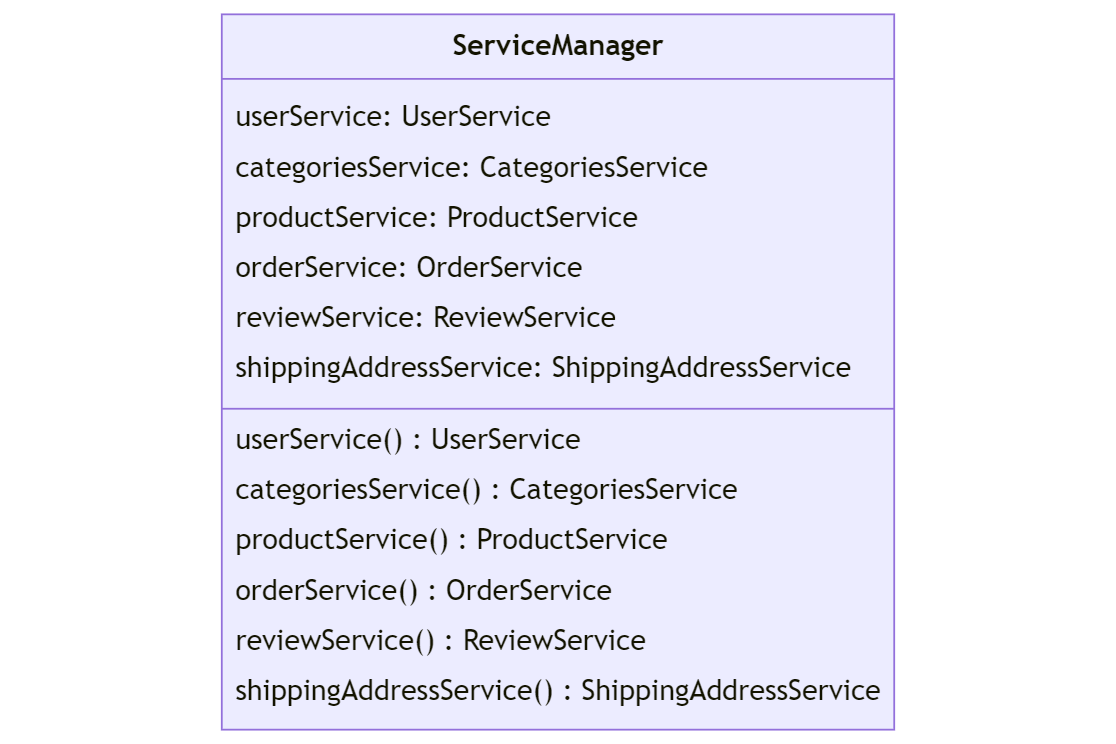 ServiceManager
userService: UserService
categoriesService: CategoriesService
productService: ProductService
orderService: OrderService
reviewService: ReviewService
shippingAddressService: ShippingAddressService
userService() : UserService
categoriesService() : CategoriesService
productService() : ProductService
orderService() : OrderService
reviewService() : ReviewService
shippingAddressService() : ShippingAddressService